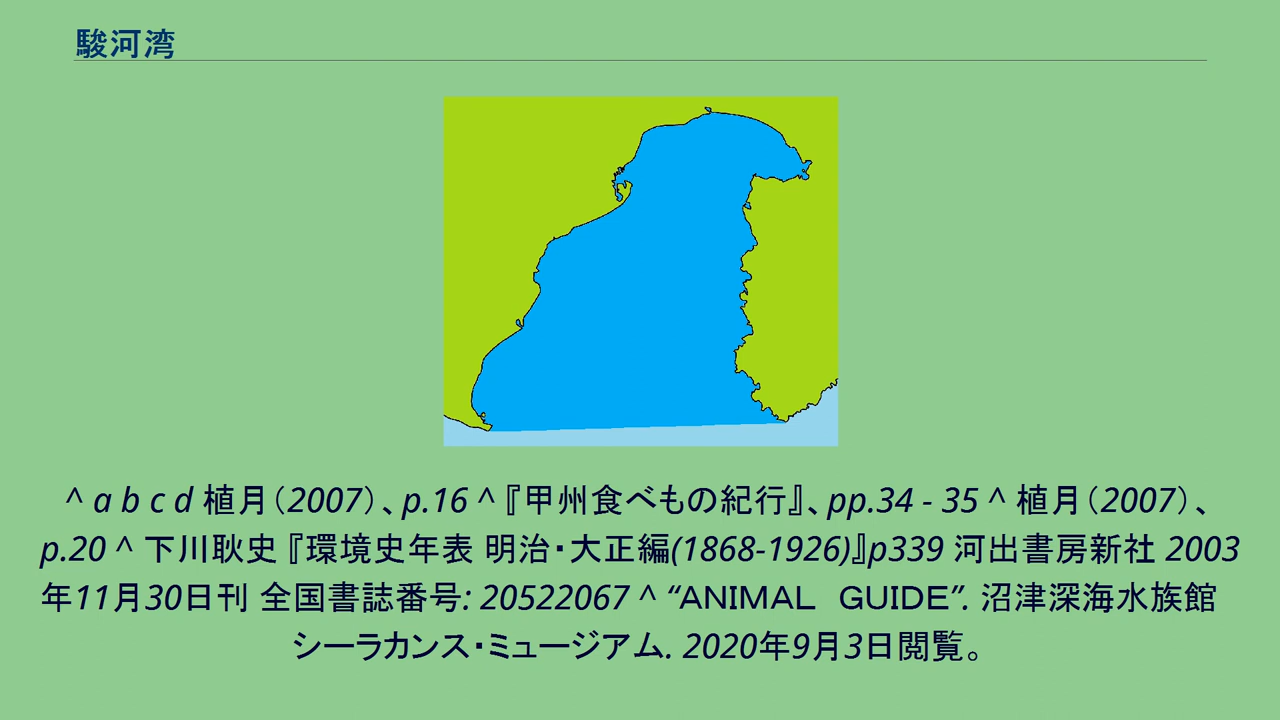 駿河湾
^ a b c d 植月（2007）、p.16 ^ 『甲州食べもの紀行』、pp.34 - 35 ^ 植月（2007）、
p.20 ^ 下川耿史 『環境史年表 明治・大正編(1868-1926)』p339 河出書房新社 2003
年11月30日刊 全国書誌番号: 20522067 ^ “ＡＮＩＭＡＬ　ＧＵＩＤＥ”. 沼津深海水族館
シーラカンス・ミュージアム. 2020年9月3日閲覧。